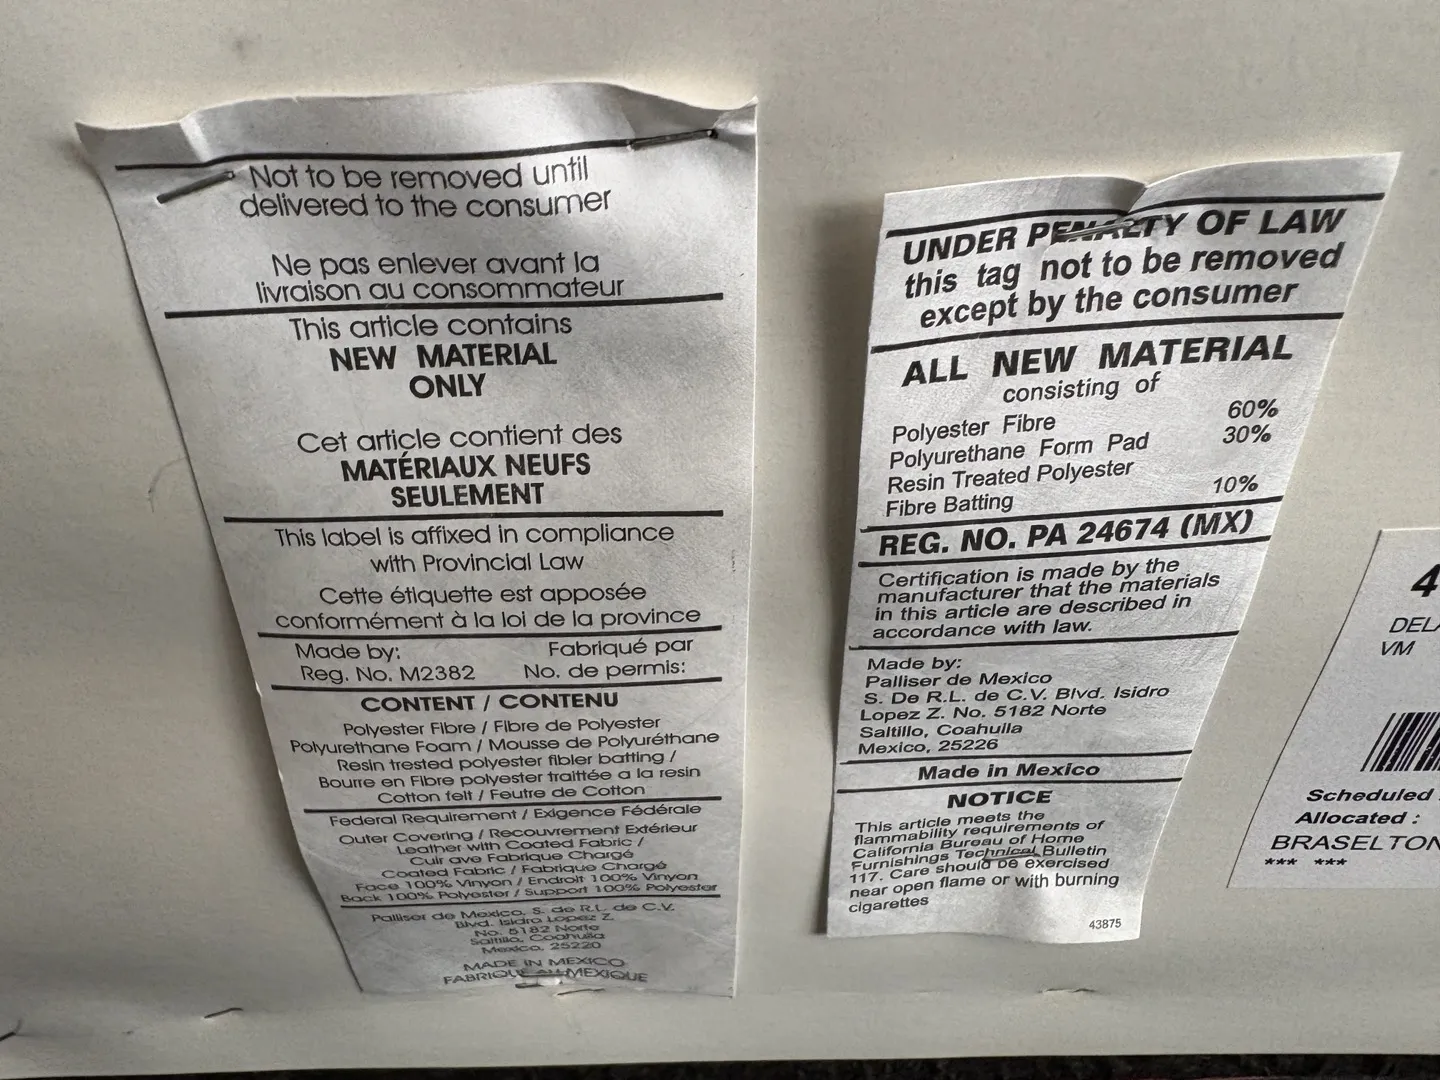 Not to be removed until
delivered to the consumer
Ne pas enlever avant la
livraison au consommateur
This article contains
NEW MATERIAL
ONLY
Cet article contient des
MATÉRIAUX NEUFS
SEULEMENT
This label is affixed in compliance
with Provincial Law
Cette étiquette est apposée
conformément à la loi de la province
Made by: Fabriqué par
Reg. No. M2382 No. de permis:
CONTENT / CONTENU
Polyester Fibre / Fibre de Polyester
Polyurethane Foam / Mousse de Polyuréthane
Resin trested polyester fibler batting /
Bourre en Fibre polyester traittée a la resin
Cotton felt / Feutre de Cotton
Federal Requirement / Exigence Fédérale
Outer Covering / Recouvrement Extérieur
Leather with Coated Fabric /
Cuir ave Fabrique Chargé
Coated Fabric / Fabrique Chargé
Face 100% Vinyon / Endroit 100% Vinyon
Back 100% Polyester / Support 100% Polyester
Palliser de Mexico, S. de R.L. de C.V.
Blvd. Isidro Lopez Z.
No. 5182 Norte
Saltillo, Coahuila
Mexico, 25220
MADE IN MEXICO
FABRIQUE AU MEXIQUE
UNDER PENALTY OF LAW
this tag not to be removed
except by the consumer
ALL NEW MATERIAL
consisting of
Polyester Fibre 60%
Polyurethane Form Pad 30%
Resin Treated Polyester
Fibre Batting 10%
REG. NO. PA 24674 (MX)
Certification is made by the
manufacturer that the materials
in this article are described in
accordance with law.
Made by:
Palliser de Mexico
S. De R.L. de C.V. Blvd. Isidro
Lopez Z. No. 5182 Norte
Saltillo, Coahuila
Mexico, 25226
Made in Mexico
NOTICE
This article meets the
flammability requirements of
California Bureau of Home
Furnishings Technical Bulletin
117. Care should be exercised
near open flame or with burning
cigarettes
43875
4
DEL
VM
Scheduled
Allocated :
BRASELTON
*** ***